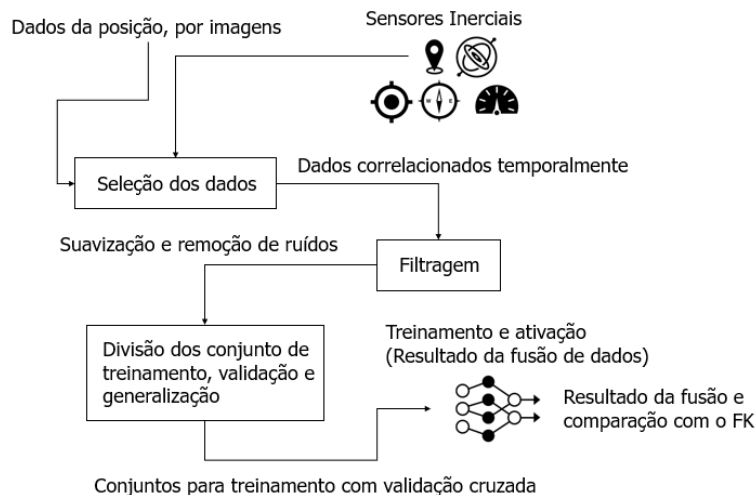 Dados da posição, por imagens
Sensores Inerciais
W E
Seleção dos dados
Dados correlacionados temporalmente
Suavização e remoção de ruídos
Filtragem
Divisão dos conjunto de
treinamento, validação e
generalização
Treinamento e ativação
(Resultado da fusão de dados)
Resultado da fusão e
comparação com o FK
Conjuntos para treinamento com validação cruzada